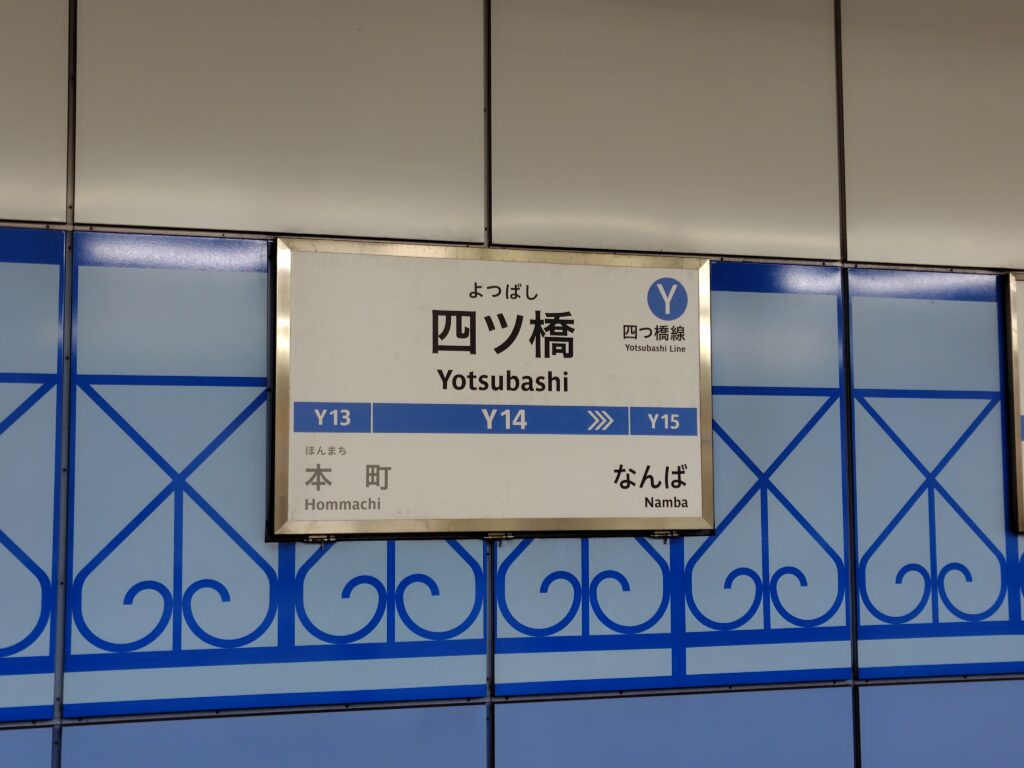 よつばし
四ツ橋
Yotsubashi
Y
四つ橋線
Yotsubashi Line
Y13
Y14
Y15
ほんまち
本町
Hommachi
なんば
Namba